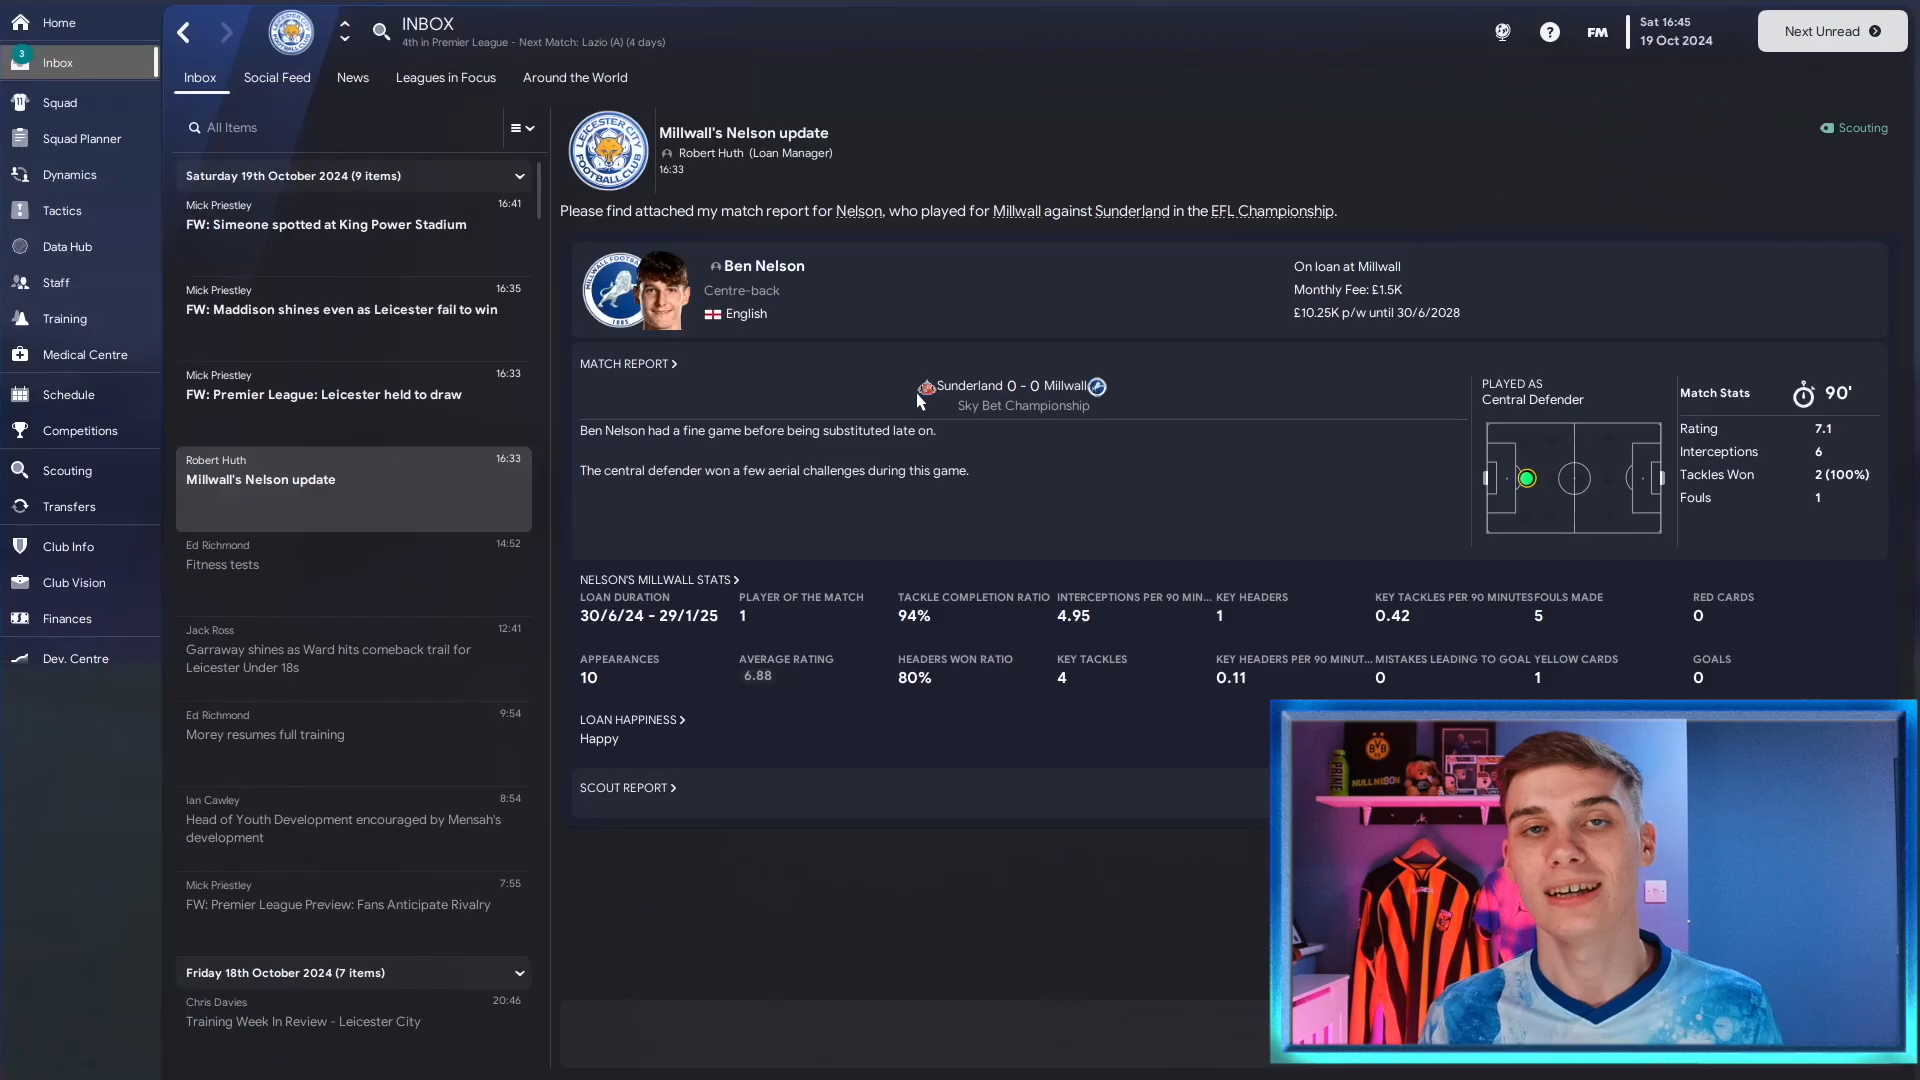 Home
3
Inbox
Squad
Squad Planner
Dynamics
Tactics
Data Hub
Staff
Training
Medical Centre
Schedule
Competitions
Scouting
Transfers
Club Info
Club Vision
Finances
Dev. Centre
INBOX
4th in Premier League - Next Match: Lazio (A) (4 days)
FM
Sat 16:45
19 Oct 2024
Next Unread
Inbox
Social Feed
News
Leagues in Focus
Around the World
All Items
Saturday 19th October 2024 (9 items)
Mick Priestley 16:41
FW: Simeone spotted at King Power Stadium
Mick Priestley 16:35
FW: Maddison shines even as Leicester fail to win
Mick Priestley 16:33
FW: Premier League: Leicester held to draw
Robert Huth 16:33
Millwall's Nelson update
Ed Richmond 14:52
Fitness tests
Jack Ross 12:41
Garraway shines as Ward hits comeback trail for
Leicester Under 18s
Ed Richmond 9:54
Morey resumes full training
Ian Cawley 8:54
Head of Youth Development encouraged by Mensah's
development
Mick Priestley 7:55
FW: Premier League Preview: Fans Anticipate Rivalry
Friday 18th October 2024 (7 items)
Chris Davies 20:46
Training Week In Review - Leicester City
LEICESTER CITY
FOOTBALL CLUB
Millwall's Nelson update
Robert Huth (Loan Manager)
16:33
Scouting
Please find attached my match report for Nelson, who played for Millwall against Sunderland in the EFL Championship.
Ben Nelson
Centre-back
English
On loan at Millwall
Monthly Fee: £1.5K
£10.25K p/w until 30/6/2028
MATCH REPORT
Sunderland 0 - 0 Millwall
Sky Bet Championship
Ben Nelson had a fine game before being substituted late on.
The central defender won a few aerial challenges during this game.
PLAYED AS
Central Defender
Match Stats 90'
Rating 7.1
Interceptions 6
Tackles Won 2 (100%)
Fouls 1
NELSON'S MILLWALL STATS
LOAN DURATION PLAYER OF THE MATCH TACKLE COMPLETION RATIO INTERCEPTIONS PER 90 MIN... KEY HEADERS KEY TACKLES PER 90 MINUTES FOULS MADE RED CARDS
30/6/24 - 29/1/25 1 94% 4.95 1 0.42 5 0
APPEARANCES AVERAGE RATING HEADERS WON RATIO KEY TACKLES KEY HEADERS PER 90 MINUT... MISTAKES LEADING TO GOAL YELLOW CARDS GOALS
10 6.88 80% 4 0.11 0 1 0
LOAN HAPPINESS
Happy
SCOUT REPORT
BVB
PRIME